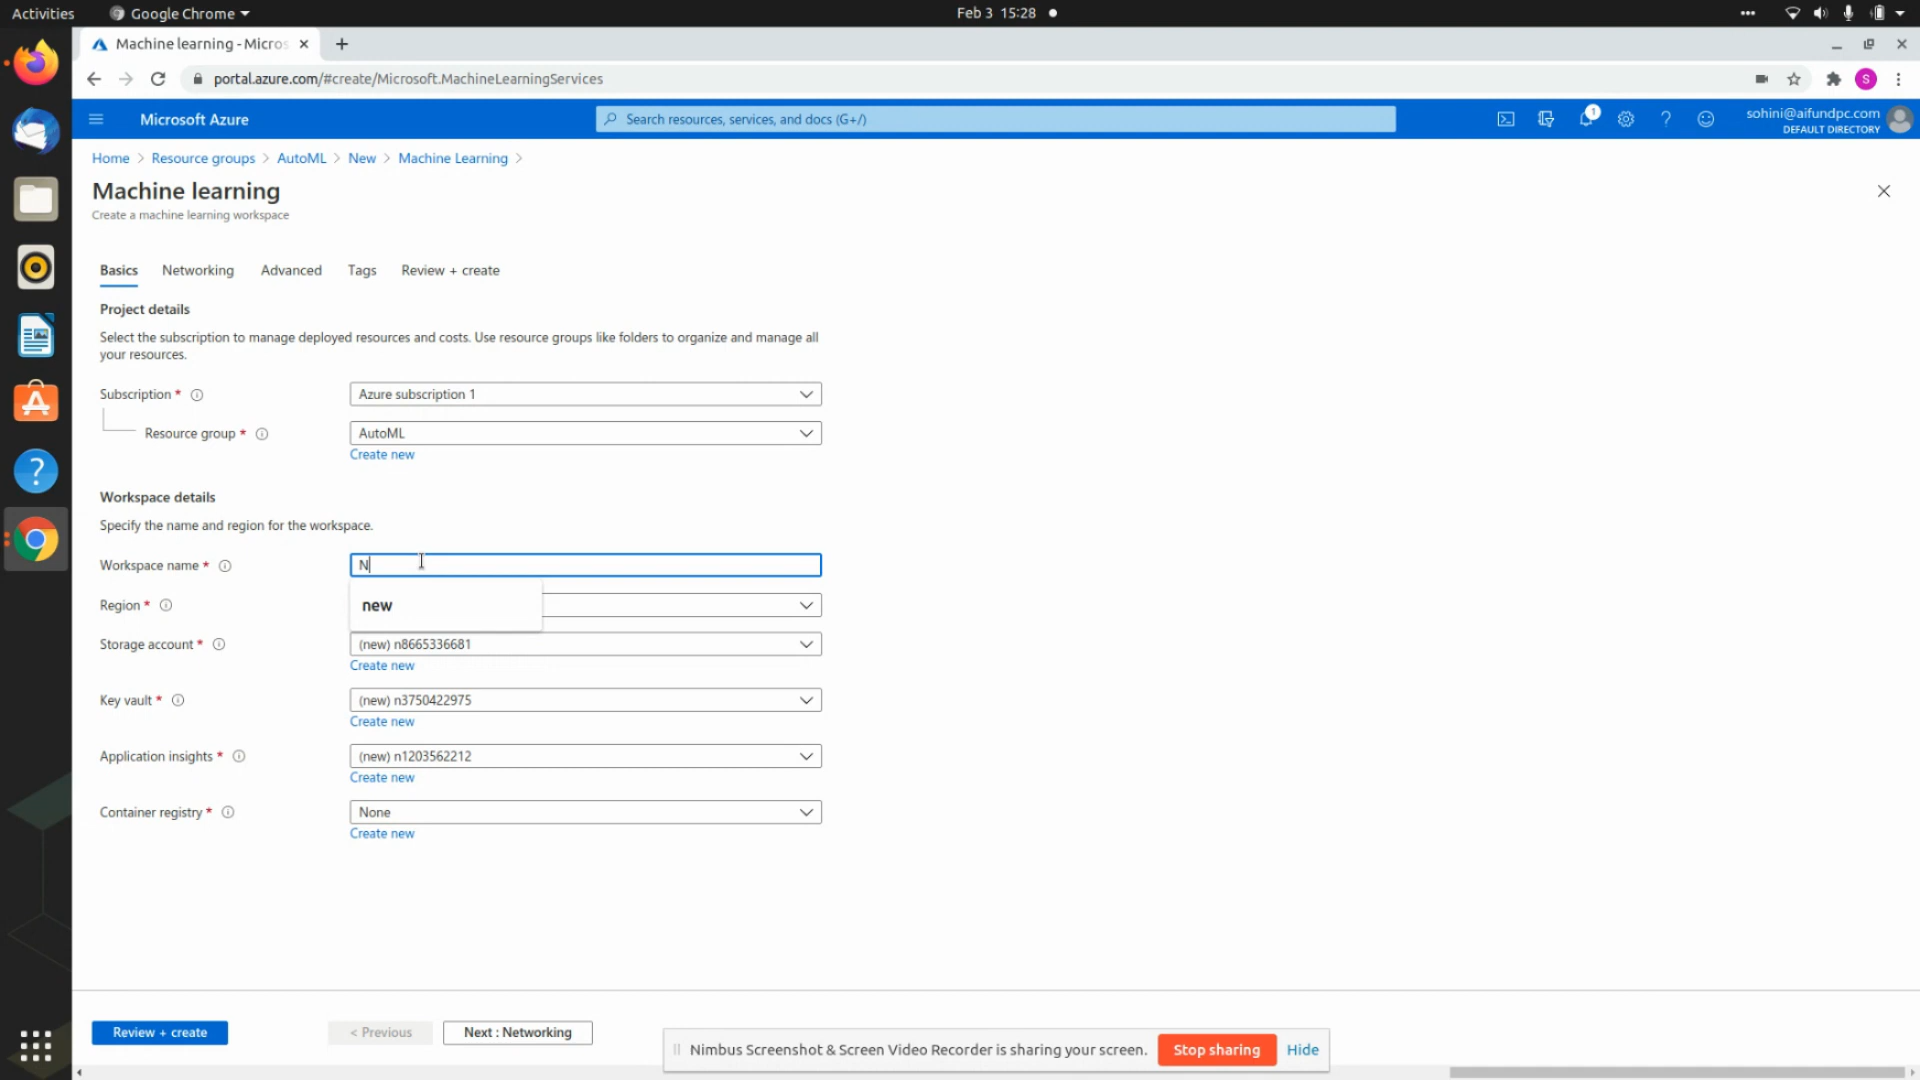 Activities
Google Chrome
Feb 3 15:28
Machine learning - Micros
portal.azure.com/#create/Microsoft.MachineLearningServices
S
Microsoft Azure
Search resources, services, and docs (G+/)
1
sohini@aifundpc.com
DEFAULT DIRECTORY
Home > Resource groups > AutoML > New > Machine Learning >
Machine learning
Create a machine learning workspace
Basics
Networking
Advanced
Tags
Review + create
Project details
Select the subscription to manage deployed resources and costs. Use resource groups like folders to organize and manage all
your resources.
Subscription *
Azure subscription 1
Resource group *
AutoML
Create new
Workspace details
Specify the name and region for the workspace.
Workspace name *
N
new
Region *
Storage account *
(new) n8665336681
Create new
Key vault *
(new) n3750422975
Create new
Application insights *
(new) n1203562212
Create new
Container registry *
None
Create new
Review + create
< Previous
Next : Networking
Nimbus Screenshot & Screen Video Recorder is sharing your screen.
Stop sharing
Hide